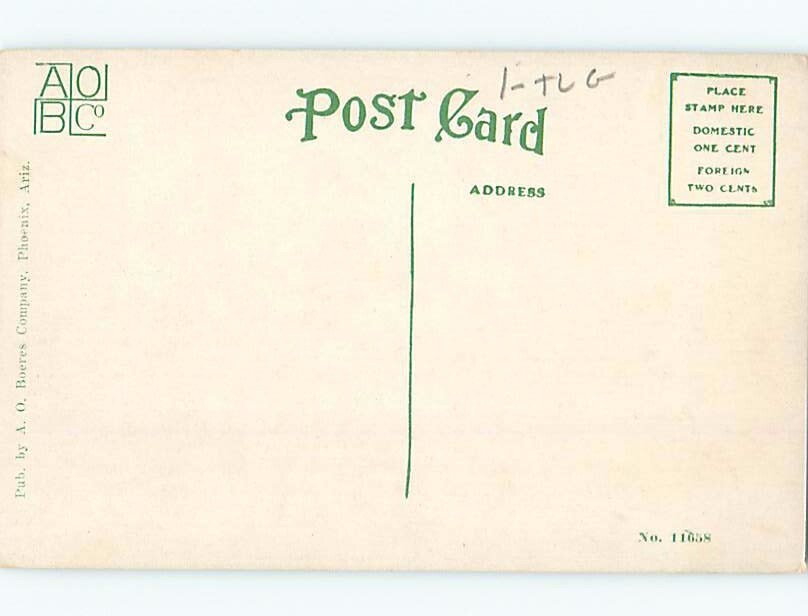 AO
BCo
Post Card
PLACE
STAMP HERE
DOMESTIC
ONE CENT
FOREIGN
TWO CENTS
ADDRESS
Pub. by A. O. Boeres Company, Phoenix, Ariz.
No. 11658